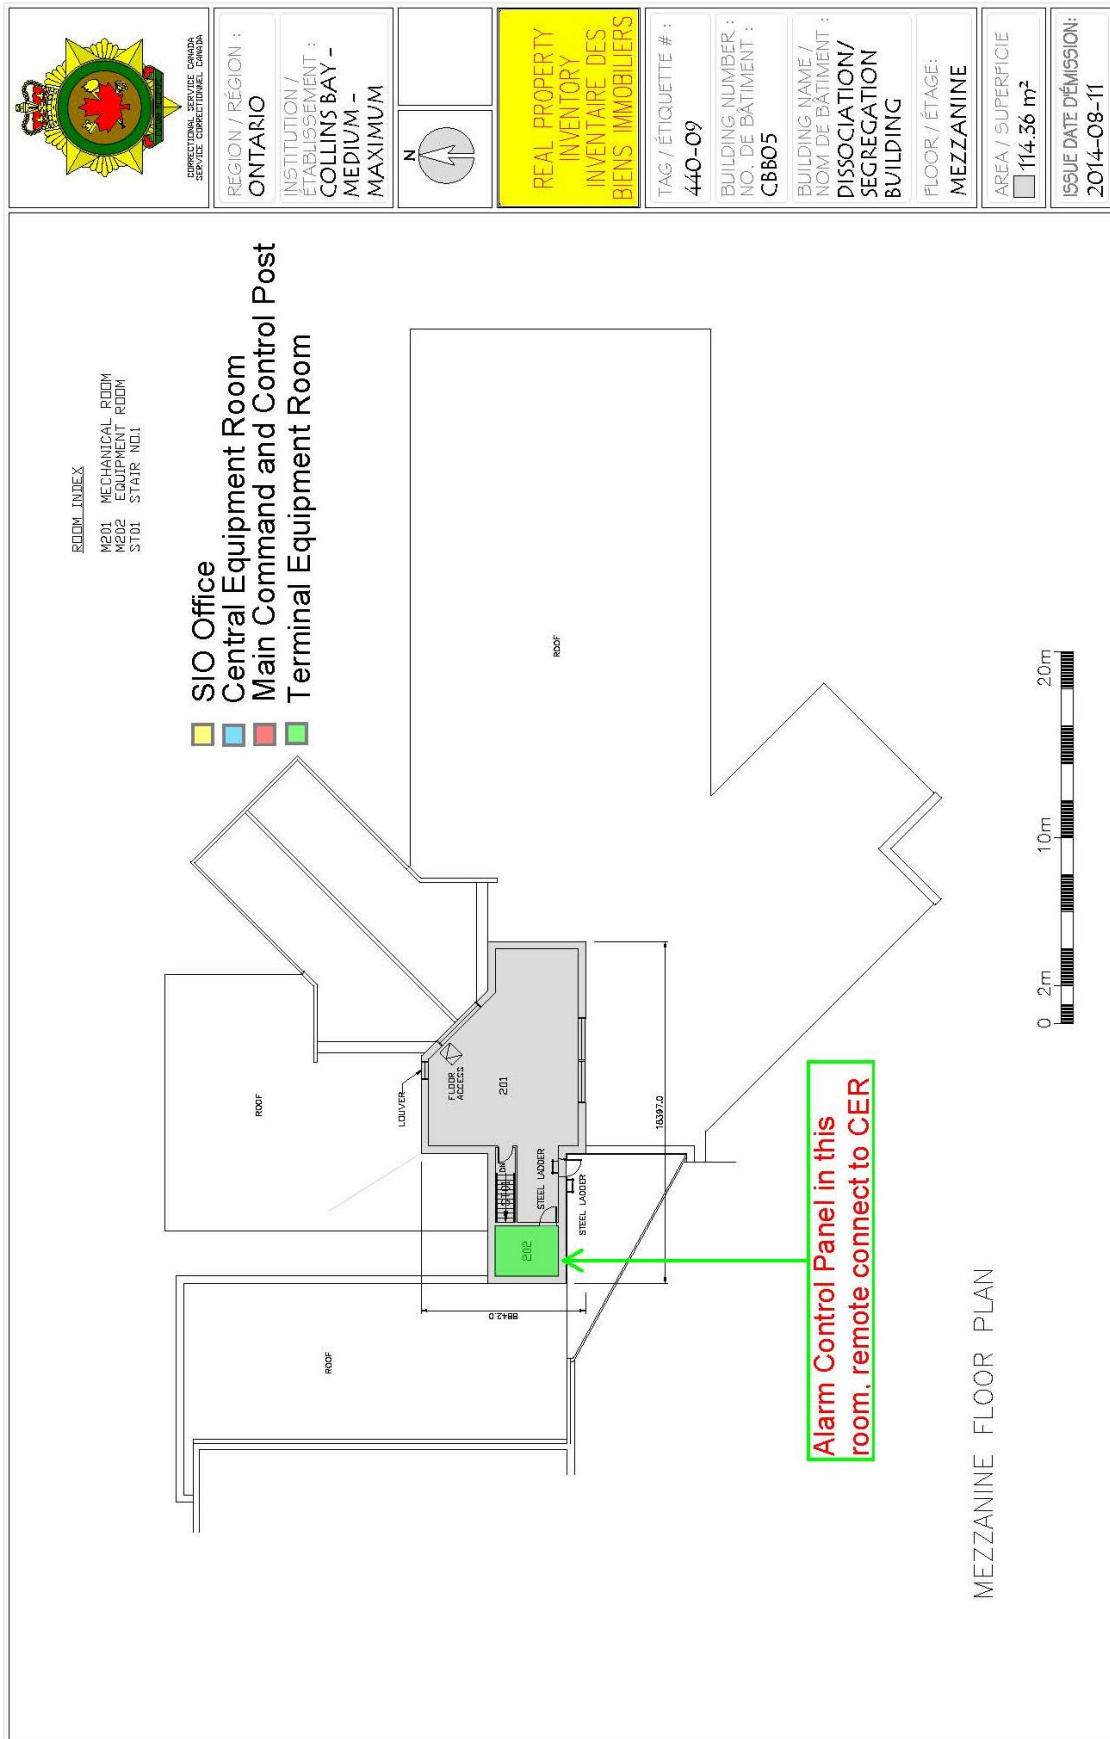 ROOM INDEX
M201 MECHANICAL ROOM
M202 EQUIPMENT ROOM
ST01 STAIR NO.1
SIO Office
Central Equipment Room
Main Command and Control Post
Terminal Equipment Room
ROOF
ROOF
ROOF
LOUVER
FLOOR
ACCESS
201
ST01
DN
STEEL LADDER
STEEL LADDER
202
8842.0
18397.0
Alarm Control Panel in this
room, remote connect to CER
0 2m 10m 20m
MEZZANINE FLOOR PLAN
CORRECTIONAL SERVICE CANADA
SERVICE CORRECTIONNEL CANADA
REGION / RÉGION :
ONTARIO
INSTITUTION /
ÉTABLISSEMENT :
COLLINS BAY -
MEDIUM -
MAXIMUM
N
REAL PROPERTY
INVENTORY
INVENTAIRE DES
BIENS IMMOBILIERS
TAG / ÉTIQUETTE # :
440-09
BUILDING NUMBER :
NO. DE BÂTIMENT :
CBB05
BUILDING NAME /
NOM DE BÂTIMENT :
DISSOCIATION/
SEGREGATION
BUILDING
FLOOR / ÉTAGE:
MEZZANINE
AREA / SUPERFICIE
114.36 m²
ISSUE DATE D'ÉMISSION:
2014-08-11